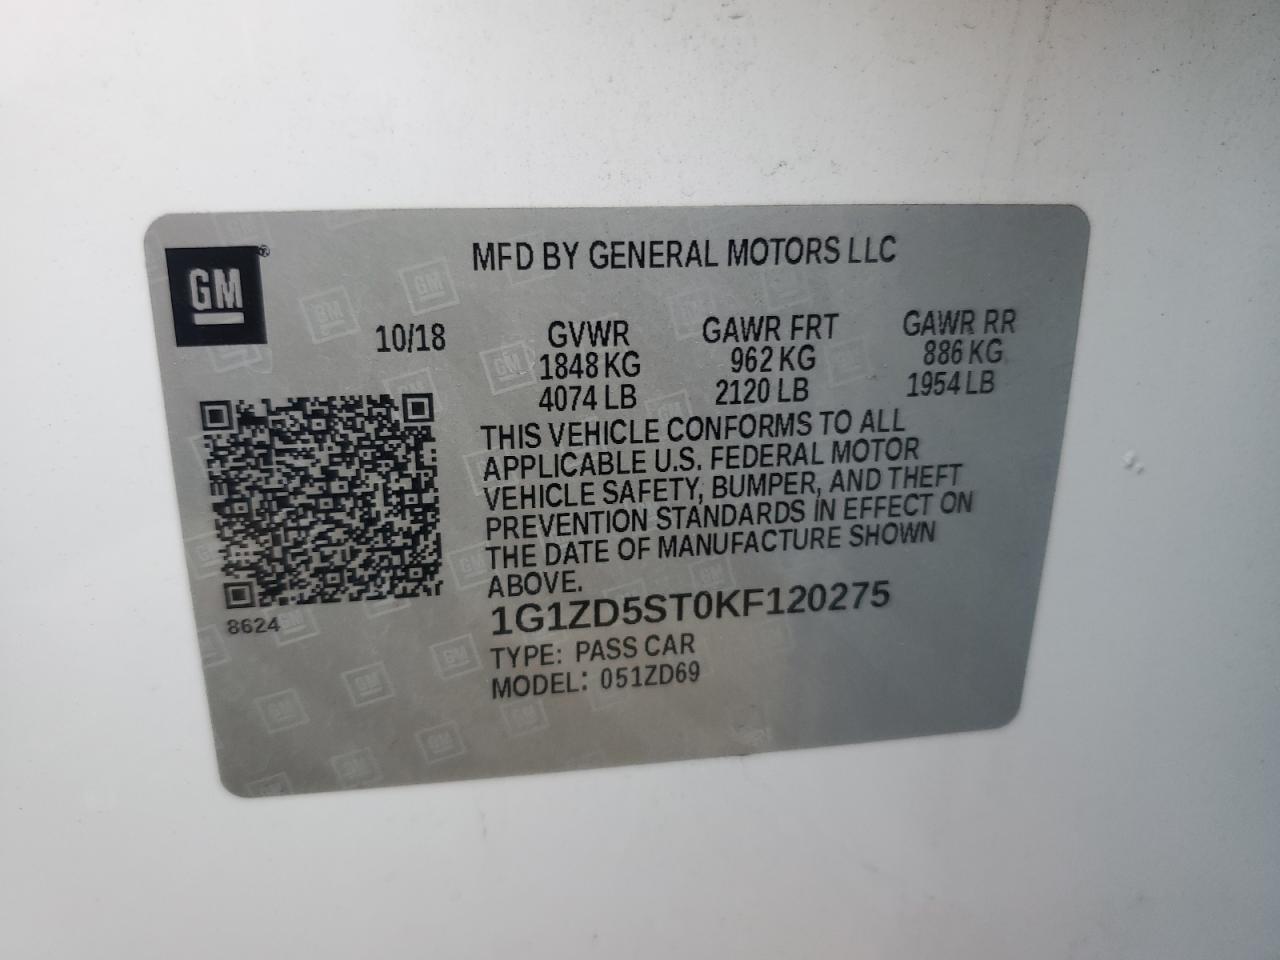 MFD BY GENERAL MOTORS LLC
GM®
10/18 GVWR GAWR FRT GAWR RR
1848 KG 962 KG 886 KG
4074 LB 2120 LB 1954 LB
THIS VEHICLE CONFORMS TO ALL
APPLICABLE U.S. FEDERAL MOTOR
VEHICLE SAFETY, BUMPER, AND THEFT
PREVENTION STANDARDS IN EFFECT ON
THE DATE OF MANUFACTURE SHOWN
ABOVE.
8624
1G1ZD5ST0KF120275
TYPE: PASS CAR
MODEL: 051ZD69